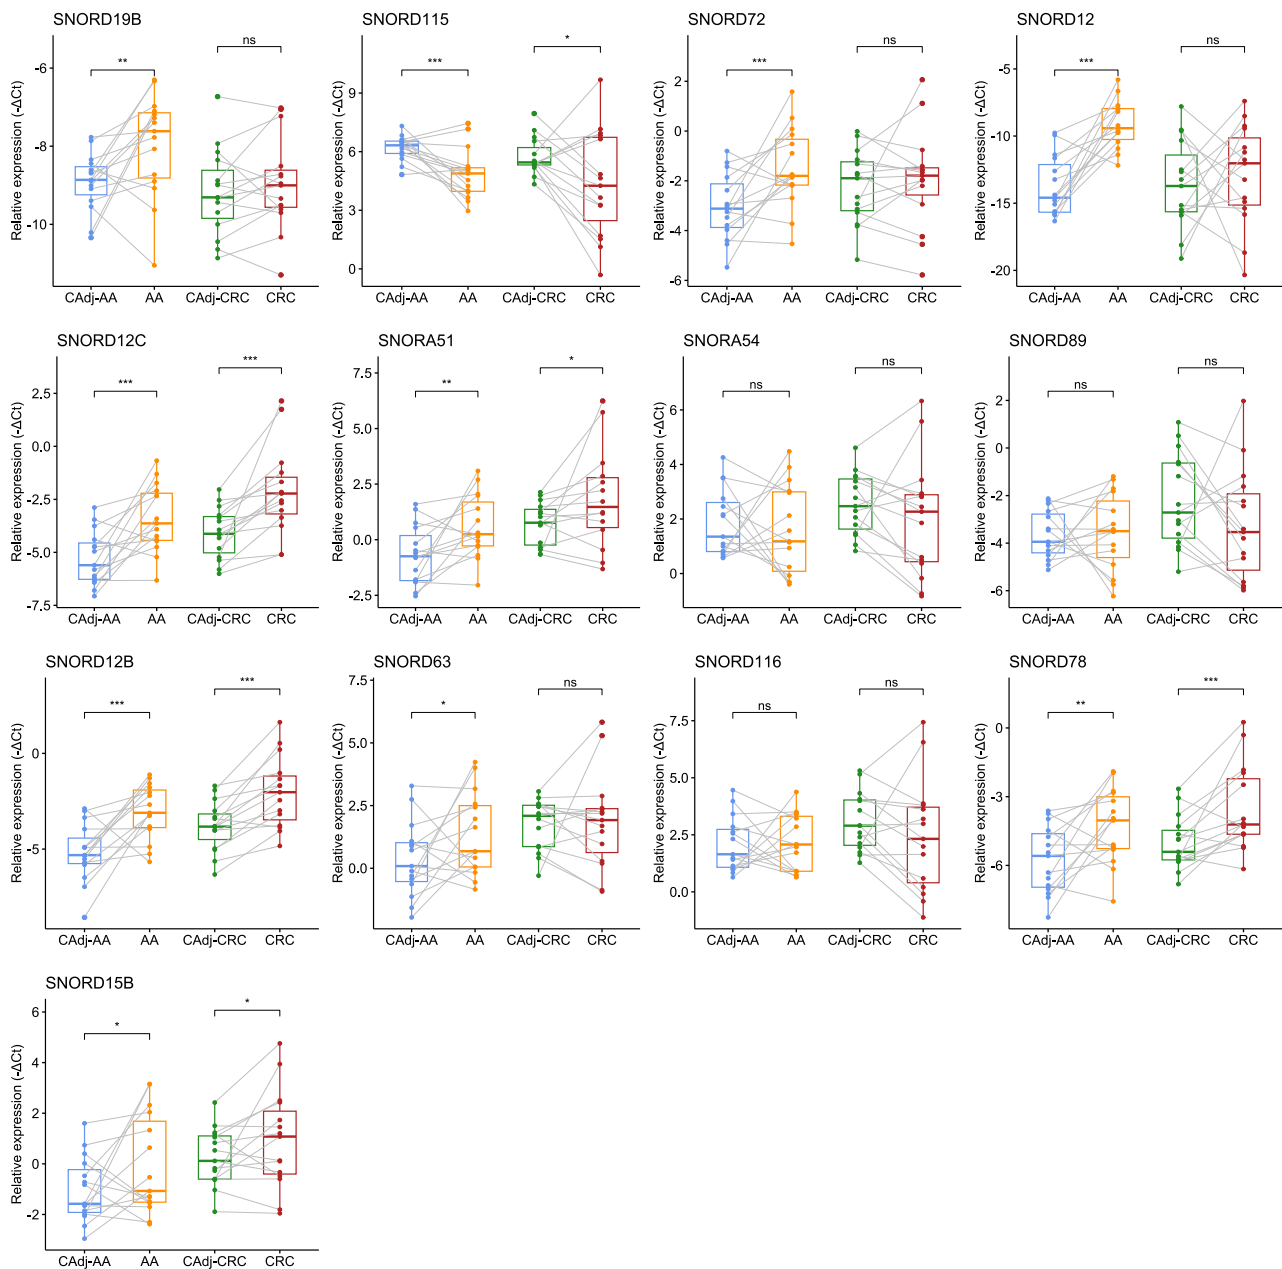 SNORD19B
Relative expression (-ΔCt)
-6
-8
-10
**
ns
CAdj-AA AA CAdj-CRC CRC
SNORD115
Relative expression (-ΔCt)
9
6
3
0
***
*
CAdj-AA AA CAdj-CRC CRC
SNORD72
Relative expression (-ΔCt)
2
0
-2
-4
-6
***
ns
CAdj-AA AA CAdj-CRC CRC
SNORD12
Relative expression (-ΔCt)
-5
-10
-15
-20
***
ns
CAdj-AA AA CAdj-CRC CRC
SNORD12C
Relative expression (-ΔCt)
2.5
0.0
-2.5
-5.0
-7.5
***
***
CAdj-AA AA CAdj-CRC CRC
SNORA51
Relative expression (-ΔCt)
7.5
5.0
2.5
0.0
-2.5
**
*
CAdj-AA AA CAdj-CRC CRC
SNORA54
Relative expression (-ΔCt)
6
4
2
0
ns
ns
CAdj-AA AA CAdj-CRC CRC
SNORD89
Relative expression (-ΔCt)
2
0
-2
-4
-6
ns
ns
CAdj-AA AA CAdj-CRC CRC
SNORD12B
Relative expression (-ΔCt)
0
-5
***
***
CAdj-AA AA CAdj-CRC CRC
SNORD63
Relative expression (-ΔCt)
7.5
5.0
2.5
0.0
*
ns
CAdj-AA AA CAdj-CRC CRC
SNORD116
Relative expression (-ΔCt)
7.5
5.0
2.5
0.0
ns
ns
CAdj-AA AA CAdj-CRC CRC
SNORD78
Relative expression (-ΔCt)
0
-3
-6
**
***
CAdj-AA AA CAdj-CRC CRC
SNORD15B
Relative expression (-ΔCt)
6
4
2
0
-2
*
*
CAdj-AA AA CAdj-CRC CRC